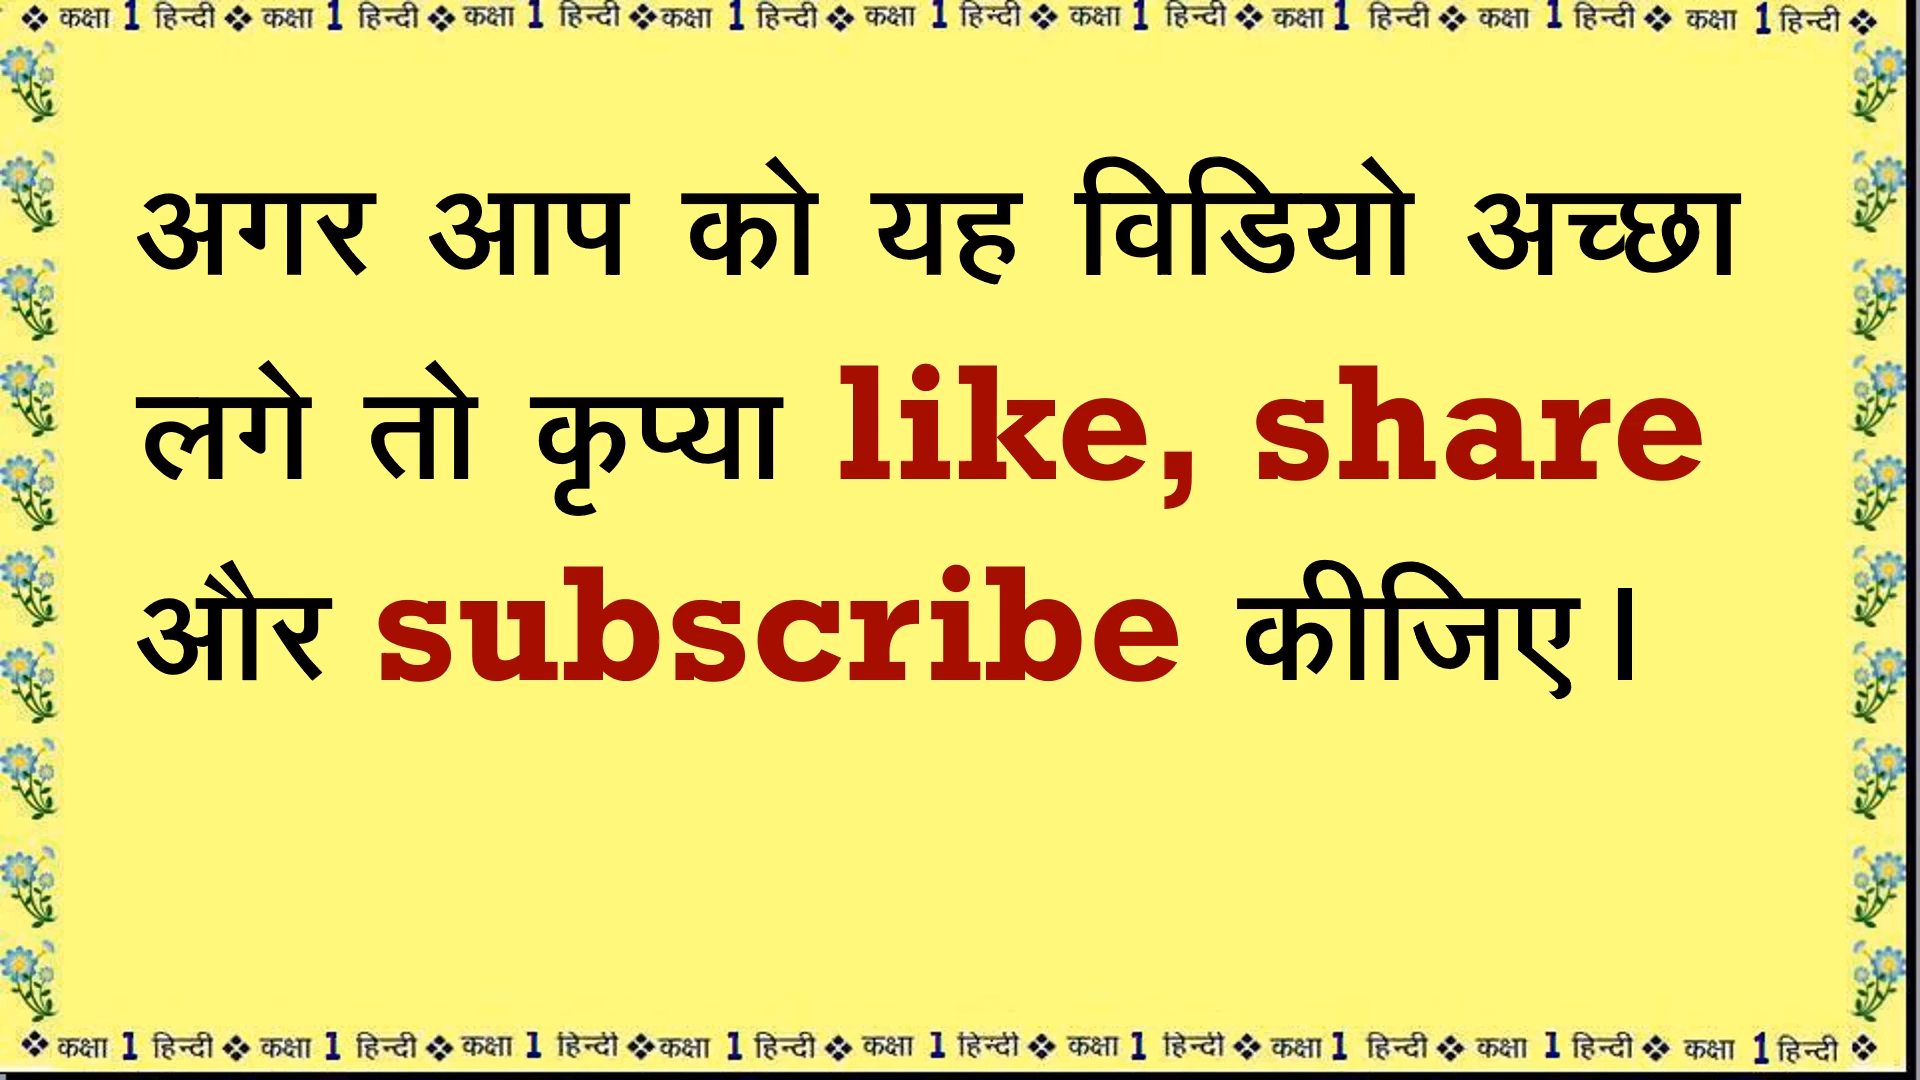 ❖ कक्षा 1 हिन्दी ❖ कक्षा 1 हिन्दी ❖ कक्षा 1 हिन्दी ❖ कक्षा 1 हिन्दी ❖ कक्षा 1 हिन्दी ❖ कक्षा 1 हिन्दी ❖ कक्षा 1 हिन्दी ❖ कक्षा 1 हिन्दी ❖ कक्षा 1 हिन्दी ❖
अगर आप को यह विडियो अच्छा
लगे तो कृप्या like, share
और subscribe कीजिए।
❖ कक्षा 1 हिन्दी ❖ कक्षा 1 हिन्दी ❖ कक्षा 1 हिन्दी ❖ कक्षा 1 हिन्दी ❖ कक्षा 1 हिन्दी ❖ कक्षा 1 हिन्दी ❖ कक्षा 1 हिन्दी ❖ कक्षा 1 हिन्दी ❖ कक्षा 1 हिन्दी ❖